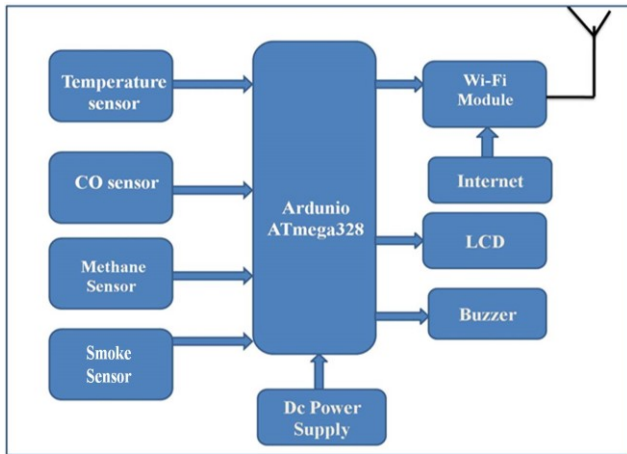 Temperature
sensor
CO sensor
Methane
Sensor
Smoke
Sensor
Ardunio
ATmega328
Dc Power
Supply
Wi-Fi
Module
Internet
LCD
Buzzer